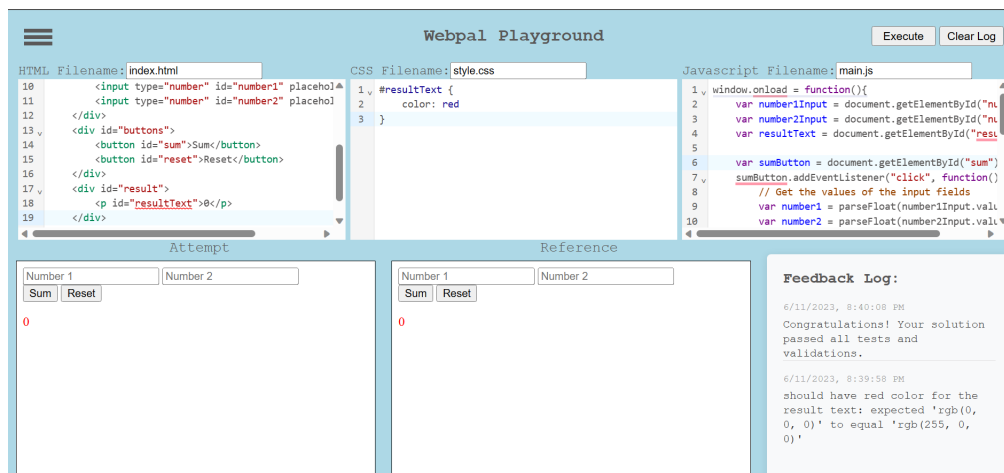 Webpal Playground
Execute
Clear Log
HTML Filename:
index.html
CSS Filename:
style.css
Javascript Filename:
main.js
10 <input type="number" id="number1" placehol
11 <input type="number" id="number2" placehol
12 </div>
13 <div id="buttons">
14 <button id="sum">Sum</button>
15 <button id="reset">Reset</button>
16 </div>
17 <div id="result">
18 <p id="resultText">0</p>
19 </div>
1 #resultText {
2 color: red
3 }
1 window.onload = function(){
2 var number1Input = document.getElementById("nu
3 var number2Input = document.getElementById("nu
4 var resultText = document.getElementById("resu
5
6 var sumButton = document.getElementById("sum")
7 sumButton.addEventListener("click", function()
8 // Get the values of the input fields
9 var number1 = parseFloat(number1Input.valu
10 var number2 = parseFloat(number2Input.valu
Attempt
Number 1
Number 2
Sum
Reset
0
Reference
Number 1
Number 2
Sum
Reset
0
Feedback Log:
6/11/2023, 8:40:08 PM
Congratulations! Your solution
passed all tests and
validations.
6/11/2023, 8:39:58 PM
should have red color for the
result text: expected 'rgb(0,
0, 0)' to equal 'rgb(255, 0,
0)'